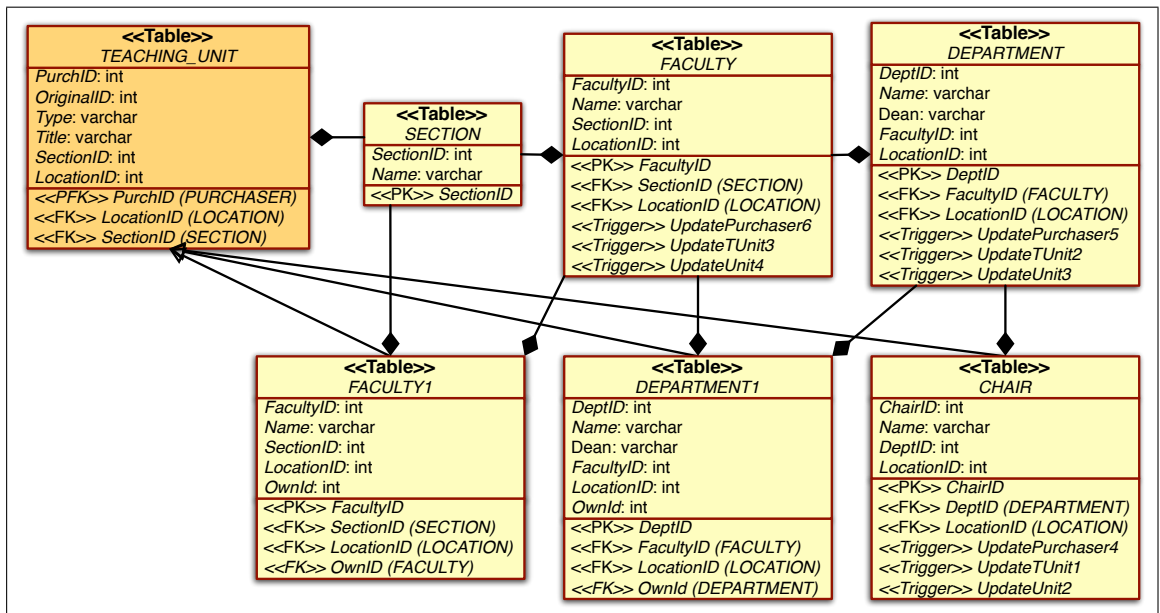 <<Table>>
TEACHING_UNIT
PurchID: int
OriginalID: int
Type: varchar
Title: varchar
SectionID: int
LocationID: int
<<PFK>> PurchID (PURCHASER)
<<FK>> LocationID (LOCATION)
<<FK>> SectionID (SECTION)
<<Table>>
SECTION
SectionID: int
Name: varchar
<<PK>> SectionID
<<Table>>
FACULTY
FacultyID: int
Name: varchar
SectionID: int
LocationID: int
<<PK>> FacultyID
<<FK>> SectionID (SECTION)
<<FK>> LocationID (LOCATION)
<<Trigger>> UpdatePurchaser6
<<Trigger>> UpdateTUnit3
<<Trigger>> UpdateUnit4
<<Table>>
DEPARTMENT
DeptID: int
Name: varchar
Dean: varchar
FacultyID: int
LocationID: int
<<PK>> DeptID
<<FK>> FacultyID (FACULTY)
<<FK>> LocationID (LOCATION)
<<Trigger>> UpdatePurchaser5
<<Trigger>> UpdateTUnit2
<<Trigger>> UpdateUnit3
<<Table>>
FACULTY1
FacultyID: int
Name: varchar
SectionID: int
LocationID: int
OwnId: int
<<PK>> FacultyID
<<FK>> SectionID (SECTION)
<<FK>> LocationID (LOCATION)
<<FK>> OwnID (FACULTY)
<<Table>>
DEPARTMENT1
DeptID: int
Name: varchar
Dean: varchar
FacultyID: int
LocationID: int
OwnId: int
<<PK>> DeptID
<<FK>> FacultyID (FACULTY)
<<FK>> LocationID (LOCATION)
<<FK>> OwnId (DEPARTMENT)
<<Table>>
CHAIR
ChairID: int
Name: varchar
DeptID: int
LocationID: int
<<PK>> ChairID
<<FK>> DeptID (DEPARTMENT)
<<FK>> LocationID (LOCATION)
<<Trigger>> UpdatePurchaser4
<<Trigger>> UpdateTUnit1
<<Trigger>> UpdateUnit2